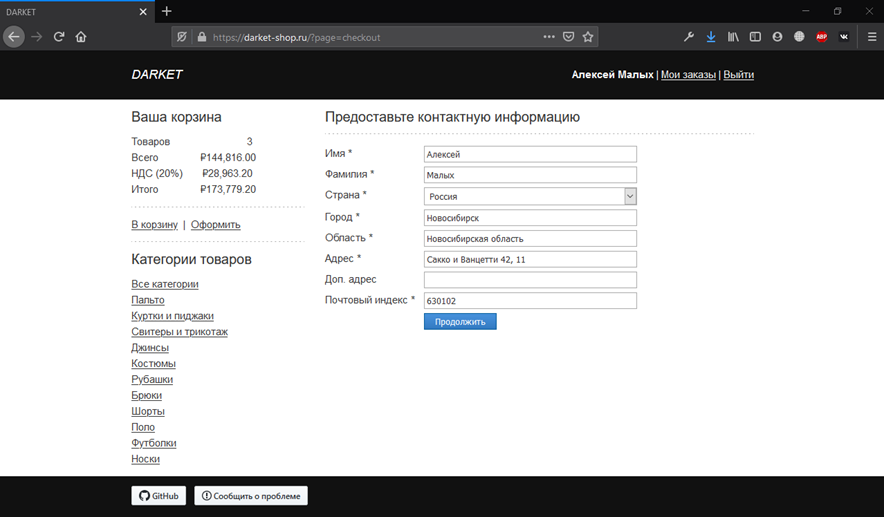 DARKET
https://darket-shop.ru/?page=checkout
ABP
DARKET
Алексей Малых | Мои заказы | Выйти
Ваша корзина
Товаров 3
Всего ₽144,816.00
НДС (20%) ₽28,963.20
Итого ₽173,779.20
В корзину | Оформить
Категории товаров
Все категории
Пальто
Куртки и пиджаки
Свитеры и трикотаж
Джинсы
Костюмы
Рубашки
Брюки
Шорты
Поло
Футболки
Носки
Предоставьте контактную информацию
Имя * Алексей
Фамилия * Малых
Страна * Россия
Город * Новосибирск
Область * Новосибирская область
Адрес * Сакко и Ванцетти 42, 11
Доп. адрес
Почтовый индекс * 630102
Продолжить
GitHub
Сообщить о проблеме